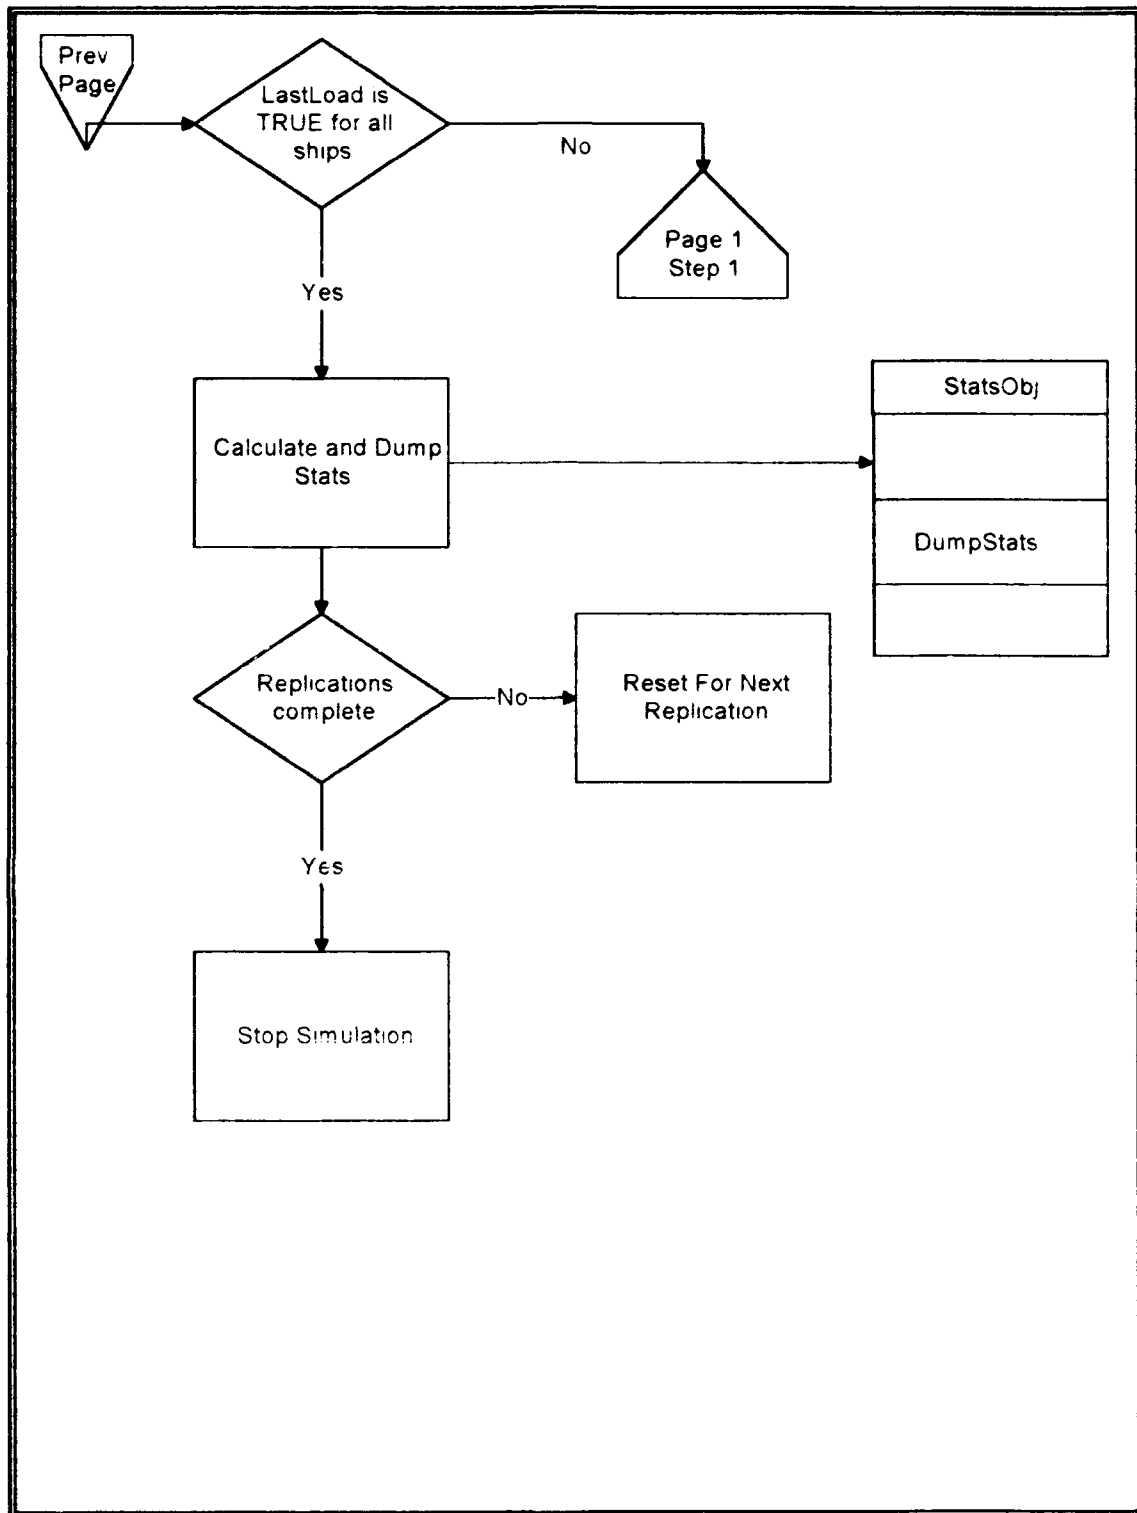 Prev
Page
LastLoad is
TRUE for all
ships
No
Page 1
Step 1
Yes
StatsObj
Calculate and Dump
Stats
DumpStats
Replications
complete
No
Reset For Next
Replication
Yes
Stop Simulation